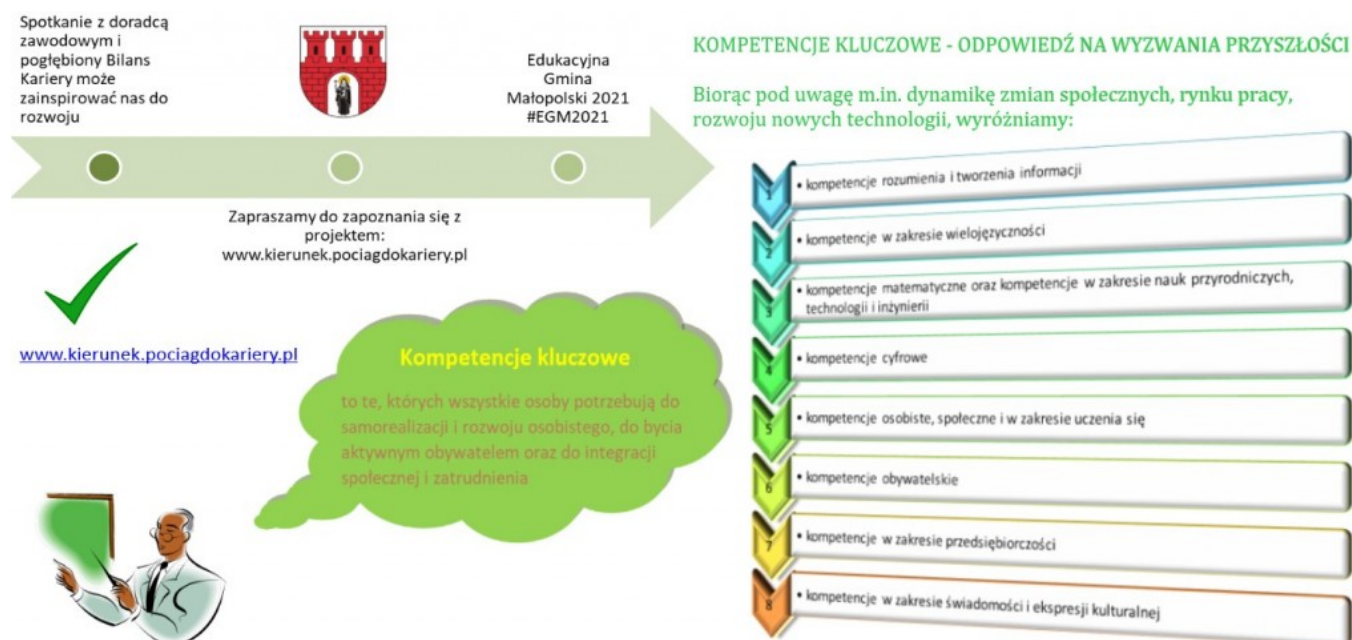 Spotkanie z doradcą
zawodowym i
pogłębiony Bilans
Kariery może
zainspirować nas do
rozwoju
Edukacyjna
Gmina
Małopolski 2021
#EGM2021
Zapraszamy do zapoznania się z
projektem:
www.kierunek.pociagdokariery.pl
www.kierunek.pociagdokariery.pl
Kompetencje kluczowe
to te, których wszystkie osoby potrzebują do
samorealizacji i rozwoju osobistego, do bycia
aktywnym obywatelem oraz do integracji
społecznej i zatrudnienia
KOMPETENCJE KLUCZOWE - ODPOWIEDŹ NA WYZWANIA PRZYSZŁOŚCI
Biorąc pod uwagę m.in. dynamikę zmian społecznych, rynku pracy,
rozwoju nowych technologii, wyróżniamy:
1 • kompetencje rozumienia i tworzenia informacji
2 • kompetencje w zakresie wielojęzyczności
3 • kompetencje matematyczne oraz kompetencje w zakresie nauk przyrodniczych,
technologii i inżynierii
4 • kompetencje cyfrowe
5 • kompetencje osobiste, społeczne i w zakresie uczenia się
6 • kompetencje obywatelskie
7 • kompetencje w zakresie przedsiębiorczości
8 • kompetencje w zakresie świadomości i ekspresji kulturalnej